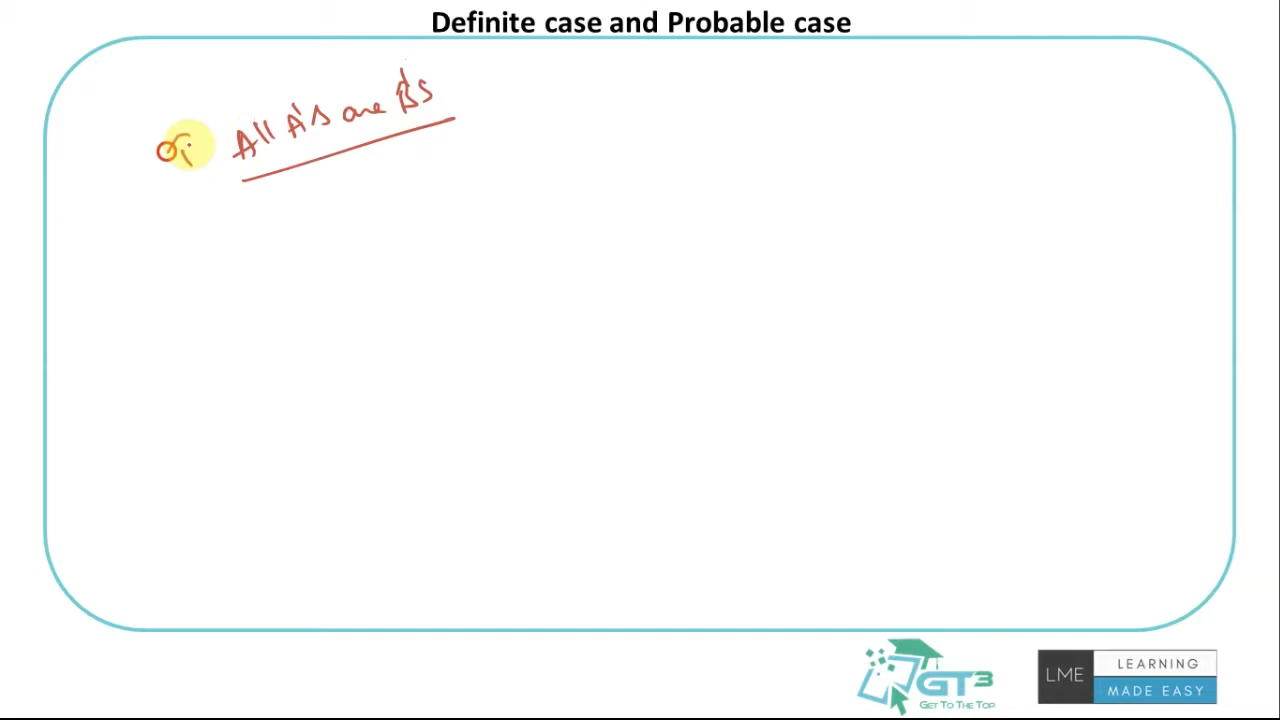 Definite case and Probable case
All A's are B's
GT3
GET TO THE TOP
LME
LEARNING
MADE EASY